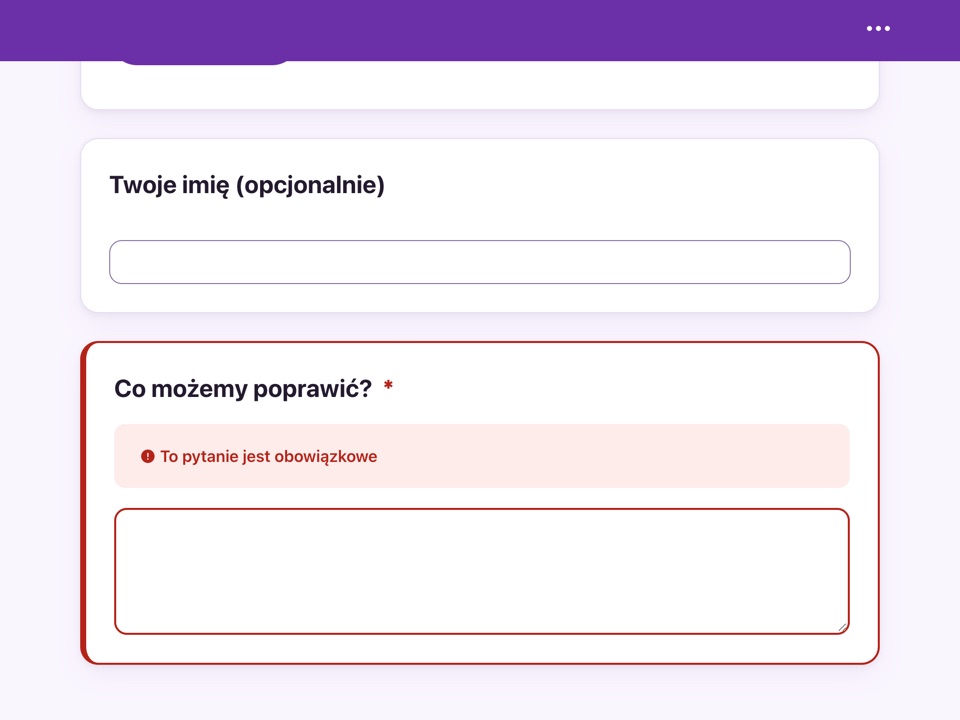 Twoje imię (opcjonalnie)
Co możemy poprawić? *
To pytanie jest obowiązkowe